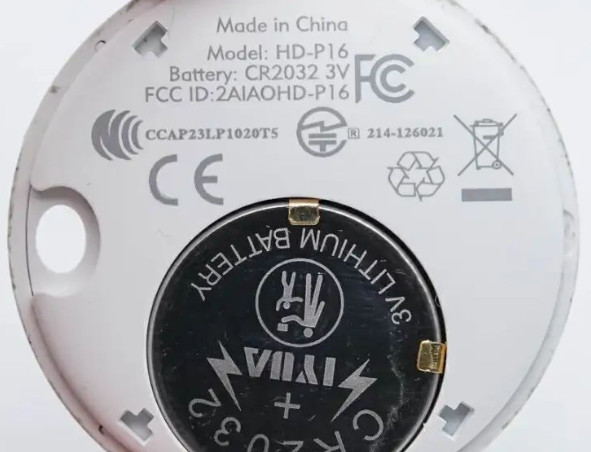 Made in China
Model: HD-P16
Battery: CR2032 3V
FCC ID:2AIAOHD-P16
FC
CCAP23LP1020T5
R 214-126021
CE
3V LITHIUM BATTERY
+
CR2032